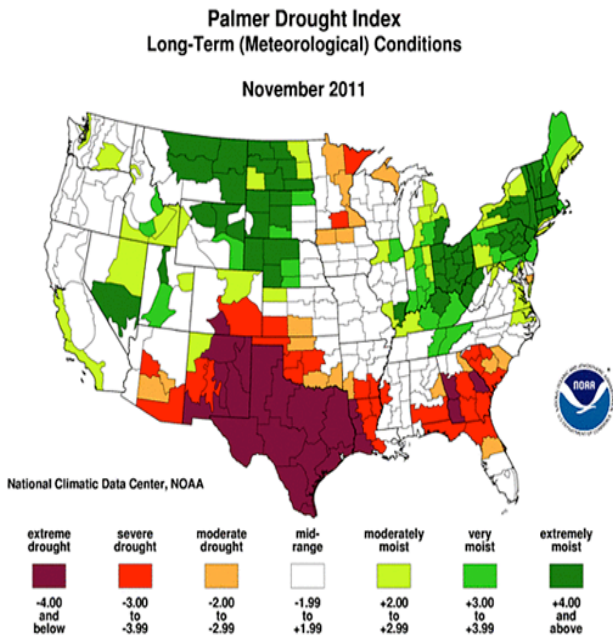 Palmer Drought Index
Long-Term (Meteorological) Conditions
November 2011
NOAA
National Climatic Data Center, NOAA
extreme drought
severe drought
moderate drought
mid-range
moderately moist
very moist
extremely moist
-4.00 and below
-3.00 to -3.99
-2.00 to -2.99
-1.99 to +1.99
+2.00 to +2.99
+3.00 to +3.99
+4.00 and above